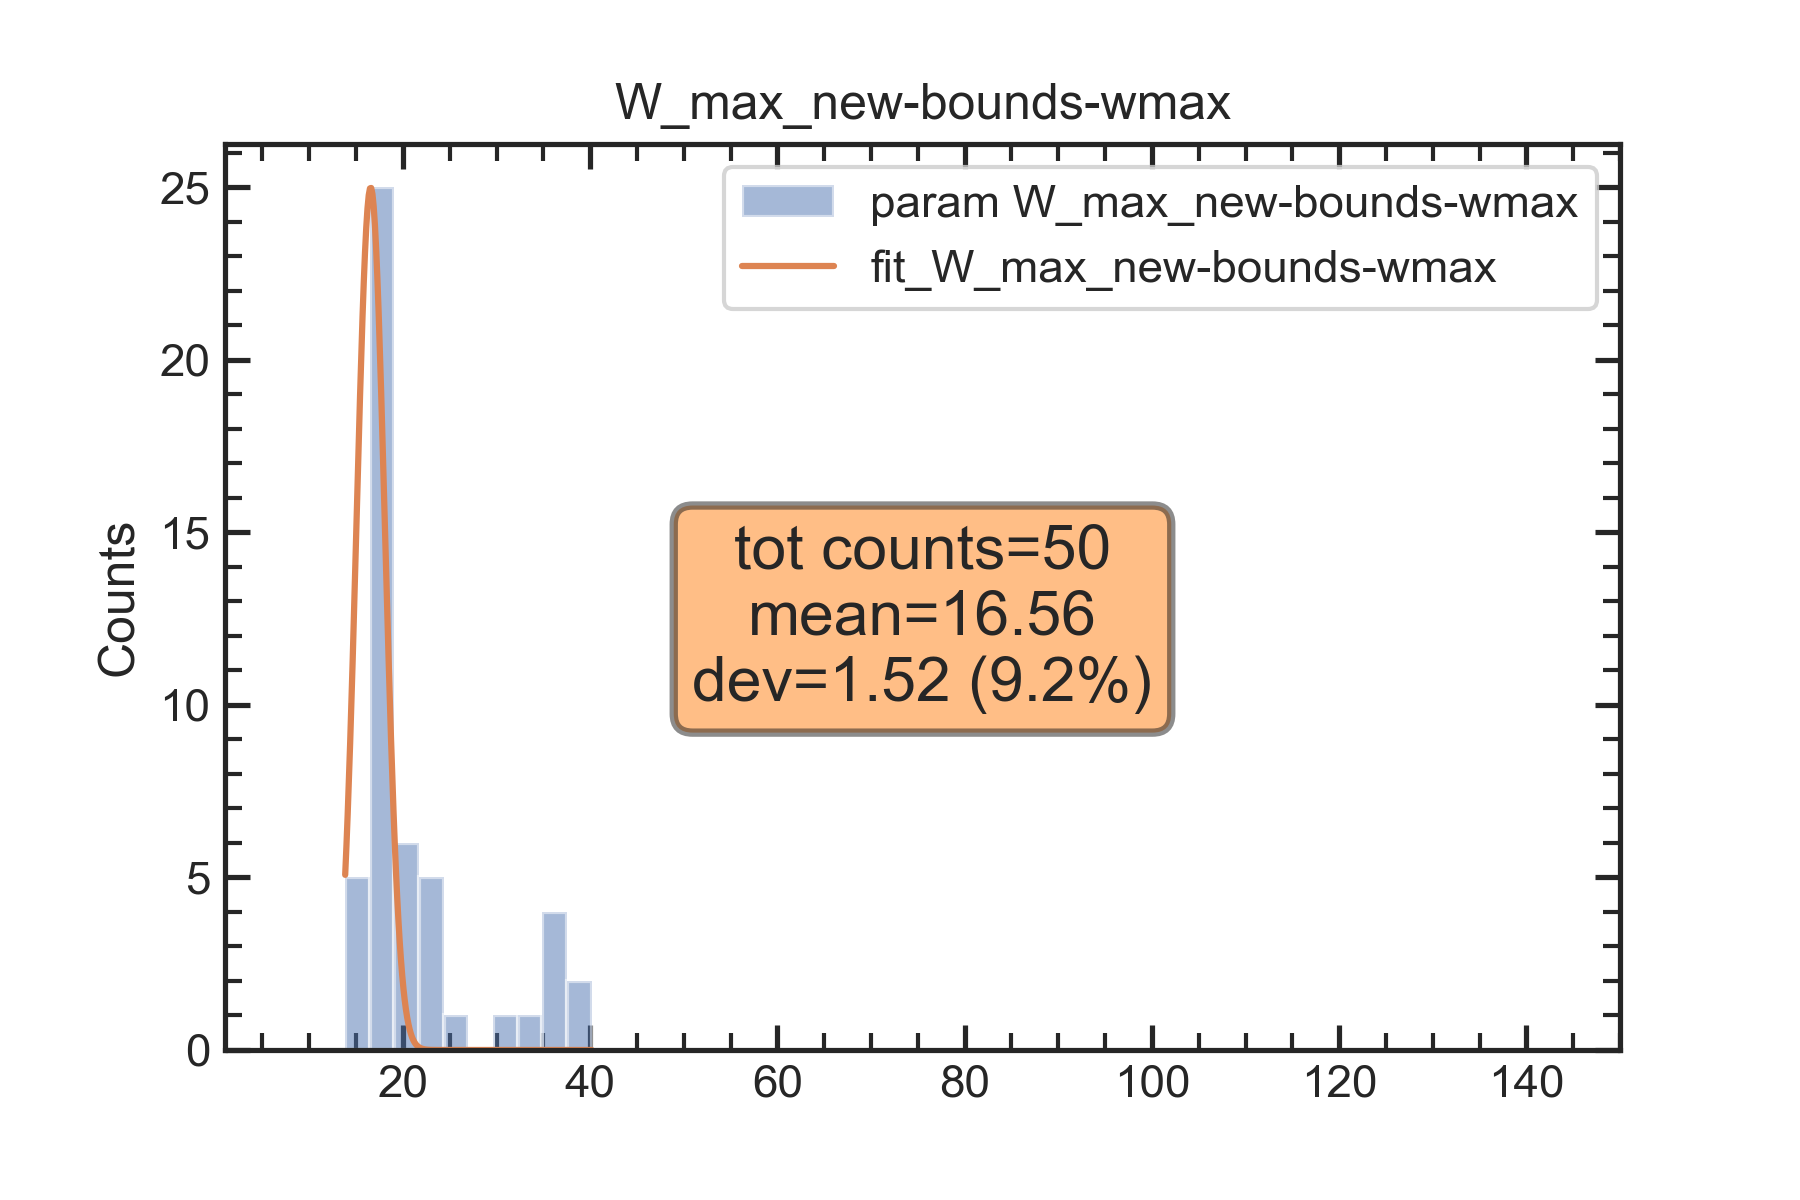 W_max_new-bounds-wmax
param W_max_new-bounds-wmax
fit_W_max_new-bounds-wmax
tot counts=50
mean=16.56
dev=1.52 (9.2%)
Counts
25
20
15
10
5
0
20 40 60 80 100 120 140